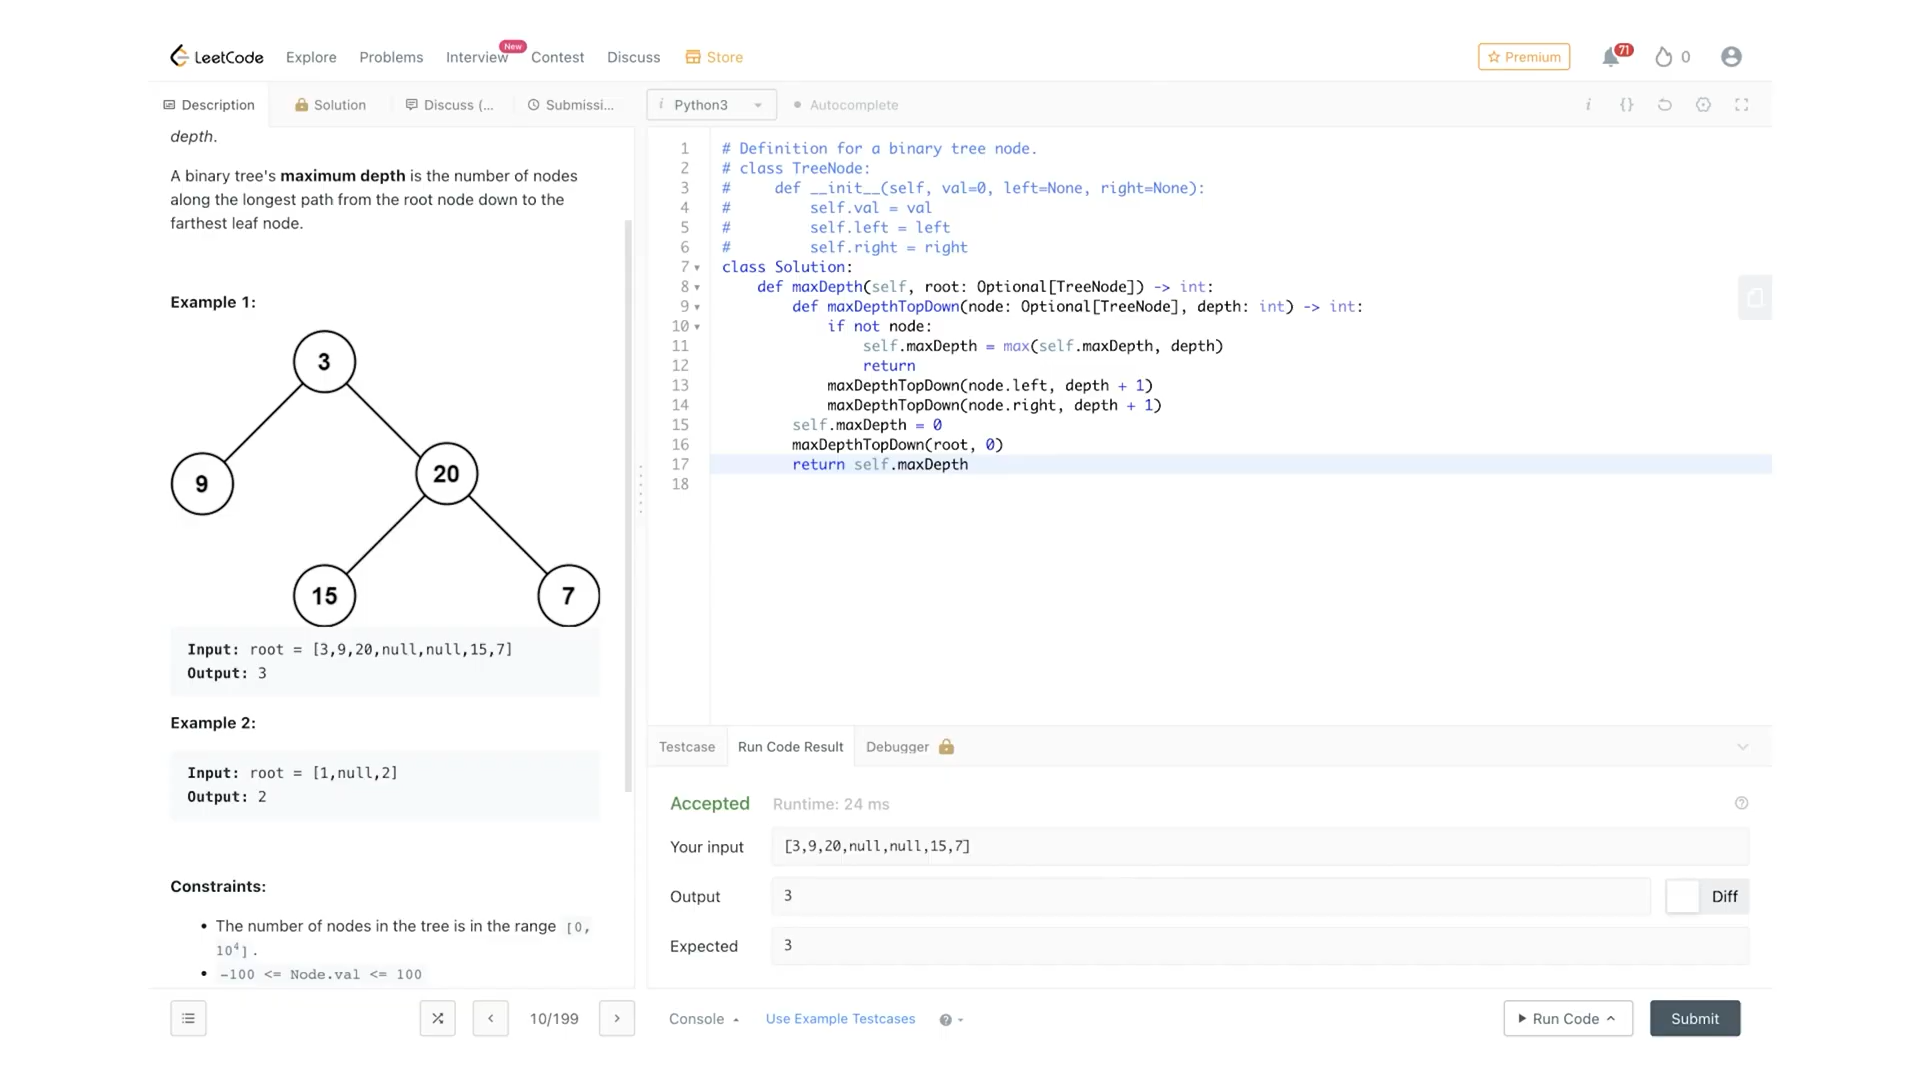 LeetCode
Explore
Problems
Interview
New
Contest
Discuss
Store
Premium
71
0
Description
Solution
Discuss (...
Submissi...
i Python3
Autocomplete
i
{}
depth.
A binary tree's maximum depth is the number of nodes
along the longest path from the root node down to the
farthest leaf node.
Example 1:
3
9
20
15
7
Input: root = [3,9,20,null,null,15,7]
Output: 3
Example 2:
Input: root = [1,null,2]
Output: 2
Constraints:
• The number of nodes in the tree is in the range [0,
10⁴].
• -100 <= Node.val <= 100
10/199
1 # Definition for a binary tree node.
2 # class TreeNode:
3 #     def __init__(self, val=0, left=None, right=None):
4 #         self.val = val
5 #         self.left = left
6 #         self.right = right
7 class Solution:
8     def maxDepth(self, root: Optional[TreeNode]) -> int:
9         def maxDepthTopDown(node: Optional[TreeNode], depth: int) -> int:
10             if not node:
11                 self.maxDepth = max(self.maxDepth, depth)
12                 return
13             maxDepthTopDown(node.left, depth + 1)
14             maxDepthTopDown(node.right, depth + 1)
15         self.maxDepth = 0
16         maxDepthTopDown(root, 0)
17         return self.maxDepth
18
Testcase
Run Code Result
Debugger
Accepted
Runtime: 24 ms
?
Your input
[3,9,20,null,null,15,7]
Output
3
Diff
Expected
3
Console
Use Example Testcases
?
Run Code
Submit